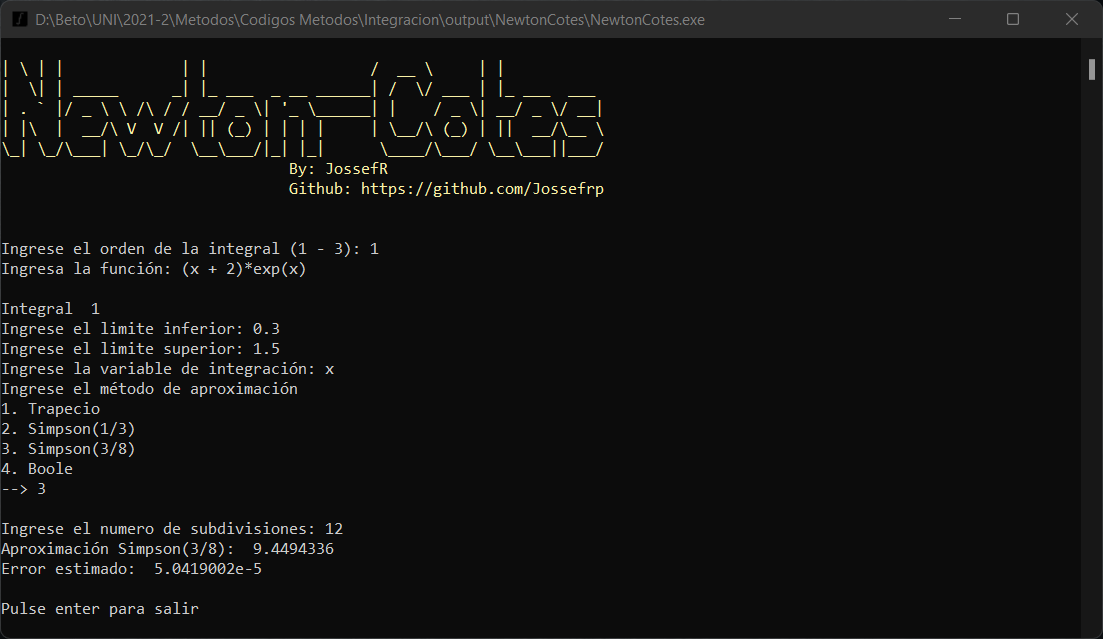 D:\Beto\UNI\2021-2\Metodos\Codigos Metodos\Integracion\output\NewtonCotes\NewtonCotes.exe
Newton-Cotes
By: JossefR
Github: https://github.com/Jossefrp
Ingrese el orden de la integral (1 - 3): 1
Ingresa la función: (x + 2)*exp(x)
Integral  1
Ingrese el limite inferior: 0.3
Ingrese el limite superior: 1.5
Ingrese la variable de integración: x
Ingrese el método de aproximación
1. Trapecio
2. Simpson(1/3)
3. Simpson(3/8)
4. Boole
--> 3
Ingrese el numero de subdivisiones: 12
Aproximación Simpson(3/8):  9.4494336
Error estimado:  5.0419002e-5
Pulse enter para salir